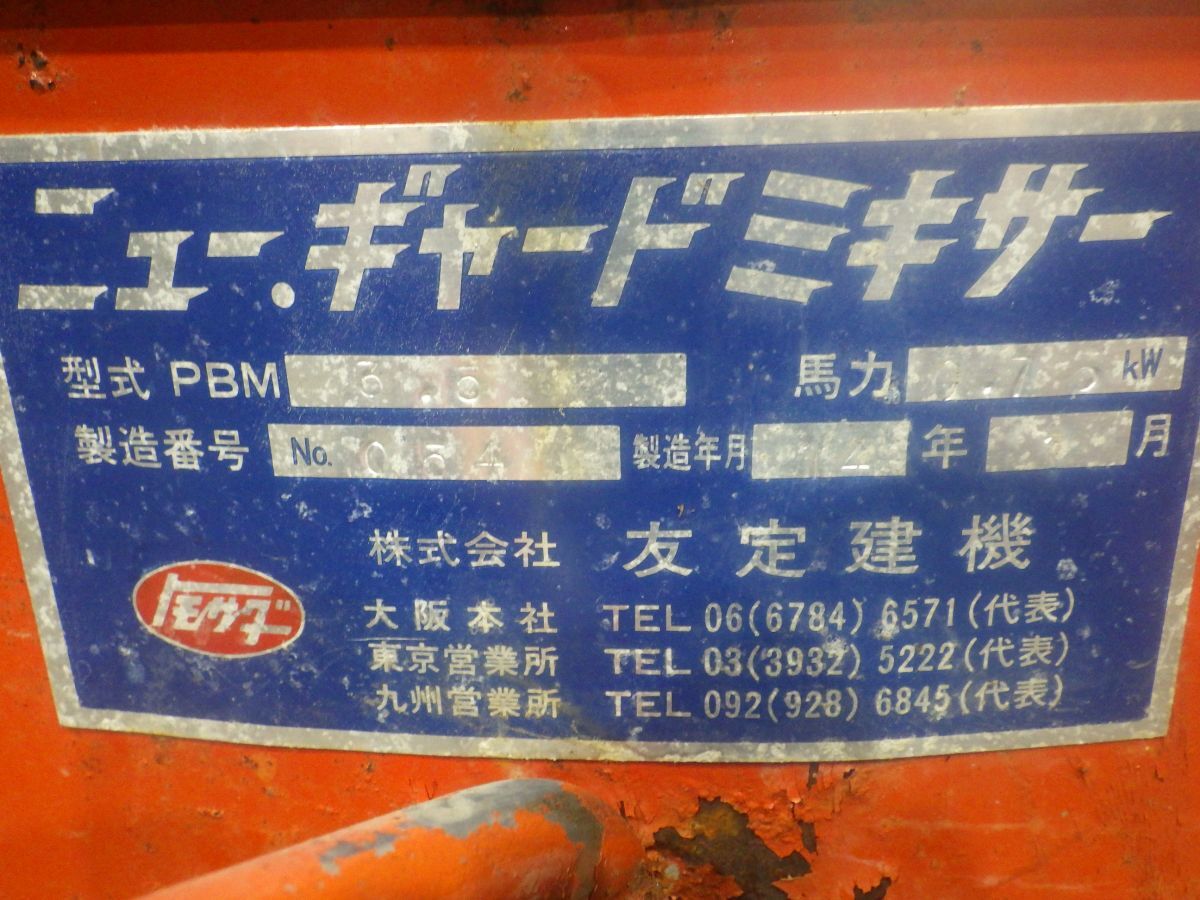 ニュー・ギヤードミキサー
型式 PBM 馬力 kW
製造番号 No. 製造年月 年 月
株式会社 友定建機
トモサダ
大阪本社 TEL 06(6784)6571(代表)
東京営業所 TEL 03(3932)5222(代表)
九州営業所 TEL 092(928)6845(代表)